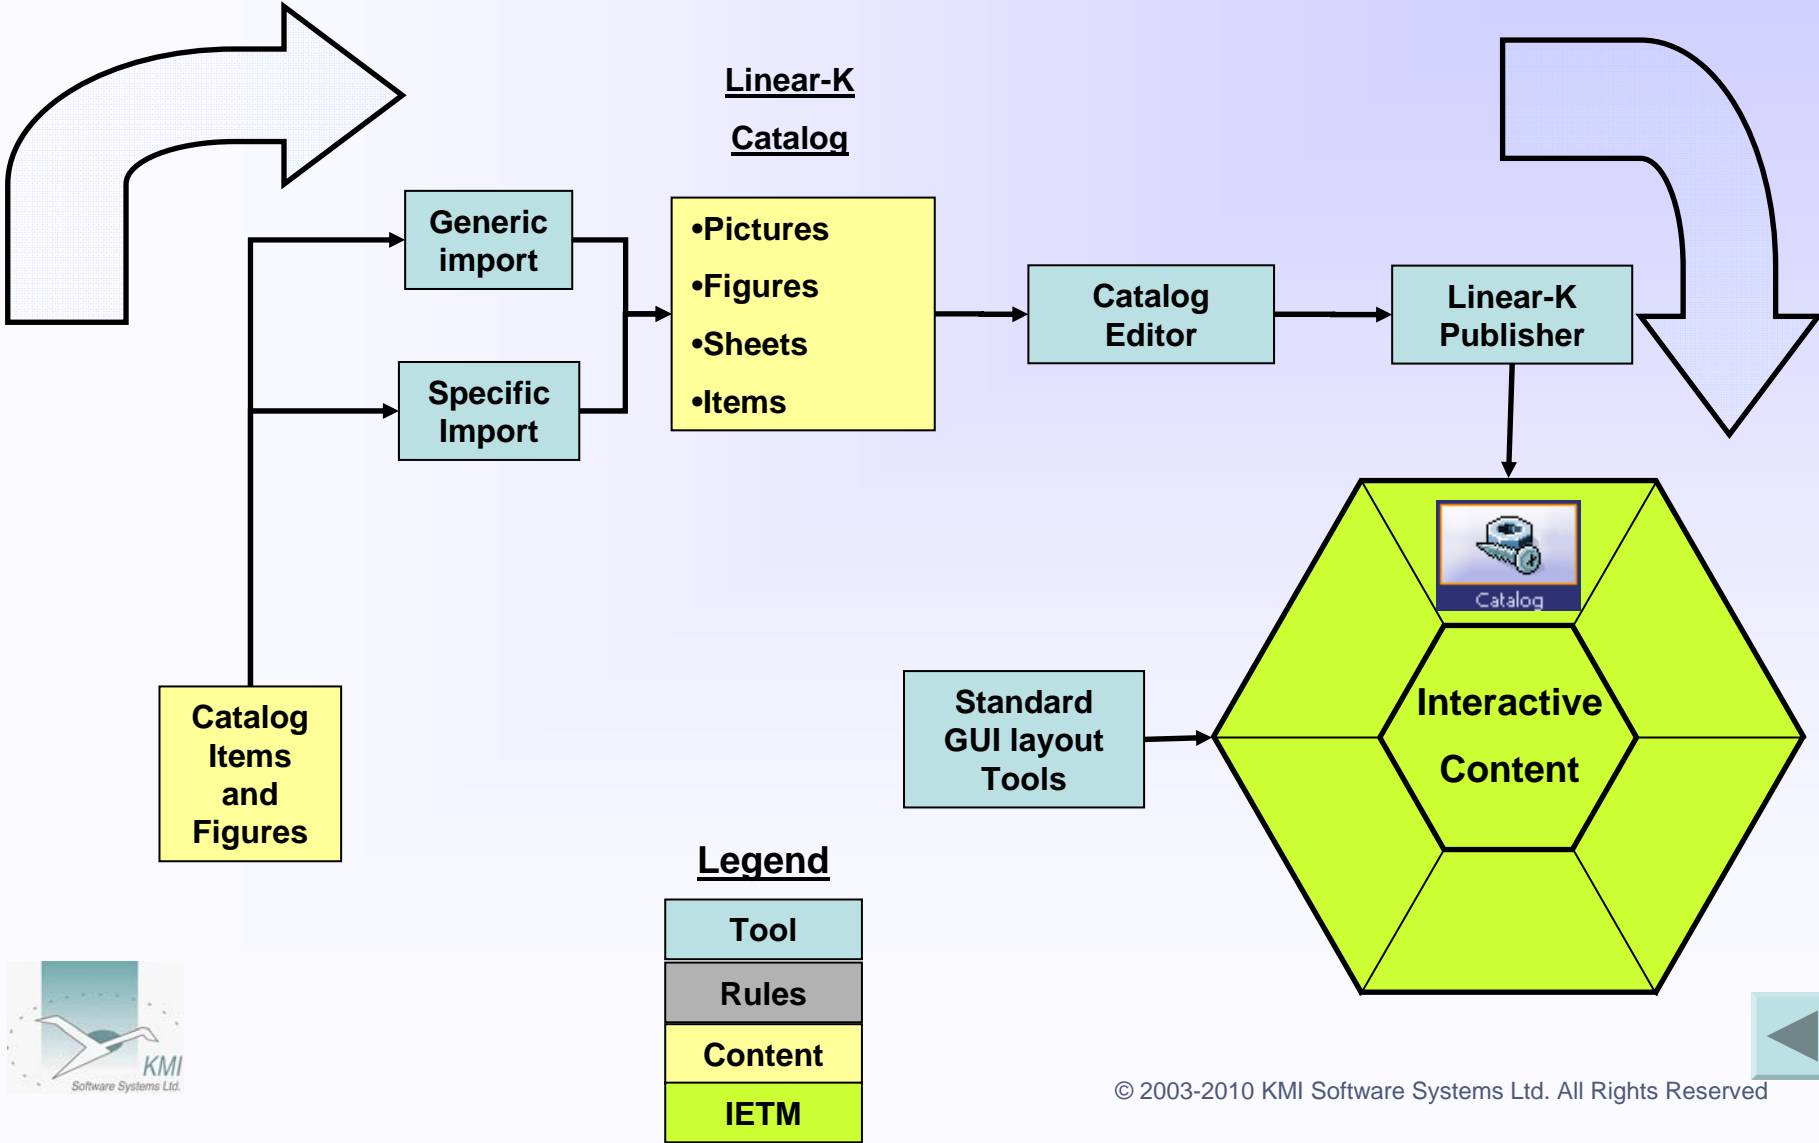 Linear-K
Catalog
Generic
import
Specific
Import
•Pictures
•Figures
•Sheets
•Items
Catalog
Editor
Linear-K
Publisher
Catalog
Interactive
Content
Standard
GUI layout
Tools
Catalog
Items
and
Figures
Legend
Tool
Rules
Content
IETM
KMI
Software Systems Ltd.
© 2003-2010 KMI Software Systems Ltd. All Rights Reserved